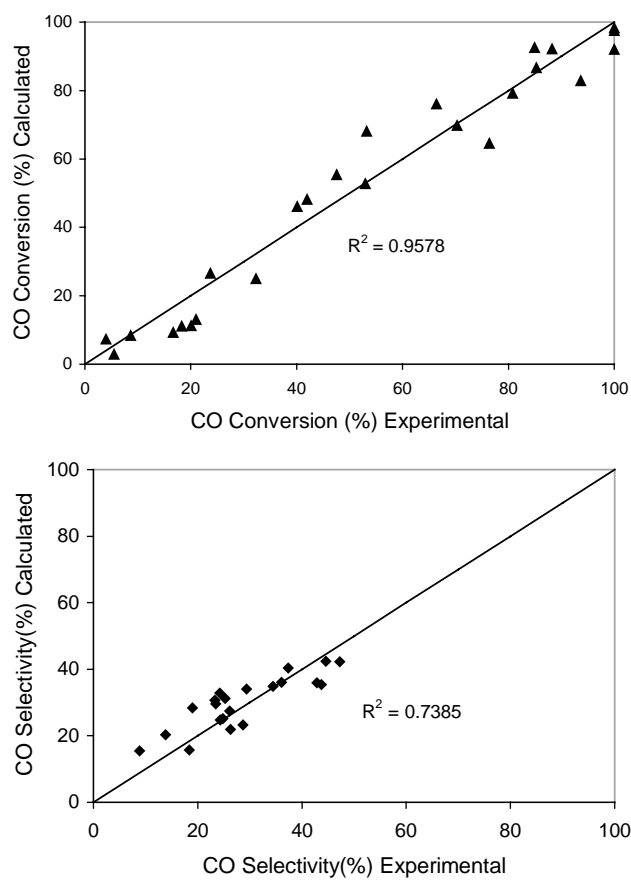 100
80
60
40
20
0
CO Conversion (%) Calculated
R² = 0.9578
0 20 40 60 80 100
CO Conversion (%) Experimental
100
80
60
40
20
0
CO Selectivity(%) Calculated
R² = 0.7385
0 20 40 60 80 100
CO Selectivity(%) Experimental